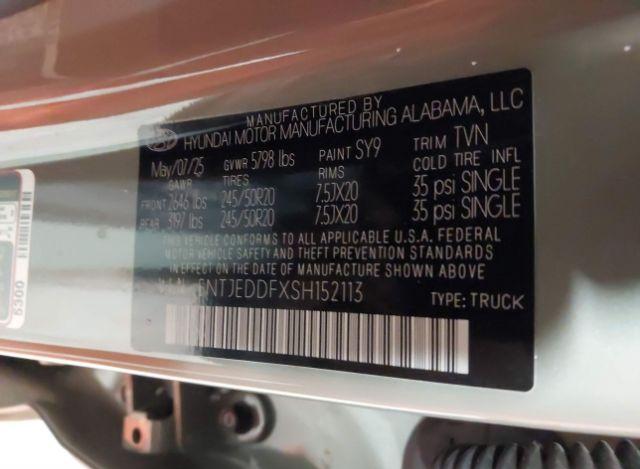 MANUFACTURED BY
HYUNDAI MOTOR MANUFACTURING ALABAMA, LLC
May/07/25 GVWR 5798 lbs PAINT SY9 TRIM TVN
GAWR TIRES RIMS COLD TIRE INFL
FRONT 2646 lbs 245/50R20 7.5JX20 35 psi SINGLE
REAR 3197 lbs 245/50R20 7.5JX20 35 psi SINGLE
THIS VEHICLE CONFORMS TO ALL APPLICABLE U.S.A. FEDERAL
MOTOR VEHICLE SAFETY AND THEFT PREVENTION STANDARDS
IN EFFECT ON THE DATE OF MANUFACTURE SHOWN ABOVE
NTJEDDFXSH152113 TYPE: TRUCK
5300